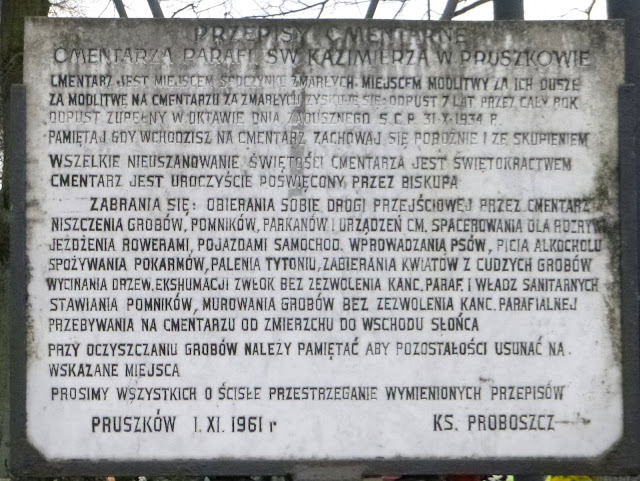 PRZEPISY CMENTARNE
CMENTARZA PARAFI. ŚW. KAZIMIERZA W PRUSZKOWIE
CMENTARZ JEST MIEJSCEM SPOCZYNKU ZMARŁYCH. MIEJSCEM MODLITWY ZA ICH DUSZE
ZA MODLITWĘ NA CMENTARZU ZA ZMARŁYCH ZYSKUJE SIĘ: ODPUST 7 LAT PRZEZ CAŁY ROK
ODPUST ZUPEŁNY W OKTAWIE DNIA ZADUSZNEGO S.C.P. 31.X.1934 R.
PAMIĘTAJ GDY WCHODZISZ NA CMENTARZ ZACHOWAJ SIĘ POBOŻNIE I ZE SKUPIENIEM
WSZELKIE NIEUSZANOWANIE ŚWIĘTOŚCI CMENTARZA JEST ŚWIĘTOKRACTWEM
CMENTARZ JEST UROCZYŚCIE POŚWIĘCONY PRZEZ BISKUPA
ZABRANIA SIĘ: OBIERANIA SOBIE DROGI PRZEJŚCIOWEJ PRZEZ CMENTARZ
NISZCZENIA GROBÓW, POMNIKÓW, PARKANÓW I URZĄDZEŃ CM. SPACEROWANIA DLA ROZRYW.
JEŻDŻENIA ROWERAMI, POJAZDAMI SAMOCHOD. WPROWADZANIA PSÓW, PICIA ALKOCHOLU
SPOŻYWANIA POKARMÓW, PALENIA TYTONIU, ZABIERANIA KWIATÓW Z CUDZYCH GROBÓW
WYCINANIA DRZEW, EKSHUMACJI ZWŁOK BEZ ZEZWOLENIA KANC. PARAF. I WŁADZ SANITARNYCH
STAWIANIA POMNIKÓW, MUROWANIA GROBÓW BEZ ZEZWOLENIA KANC. PARAFIALNEJ
PRZEBYWANIA NA CMENTARZU OD ZMIERZCHU DO WSCHODU SŁOŃCA
PRZY OCZYSZCZANIU GROBÓW NALEŻY PAMIĘTAĆ ABY POZOSTAŁOŚCI USUNAĆ NA
WSKAZANE MIEJSCA
PROSIMY WSZYSTKICH O ŚCISŁE PRZESTRZEGANIE WYMIENIONYCH PRZEPISÓW
PRUSZKÓW 1. XI. 1961 r KS. PROBOSZCZ